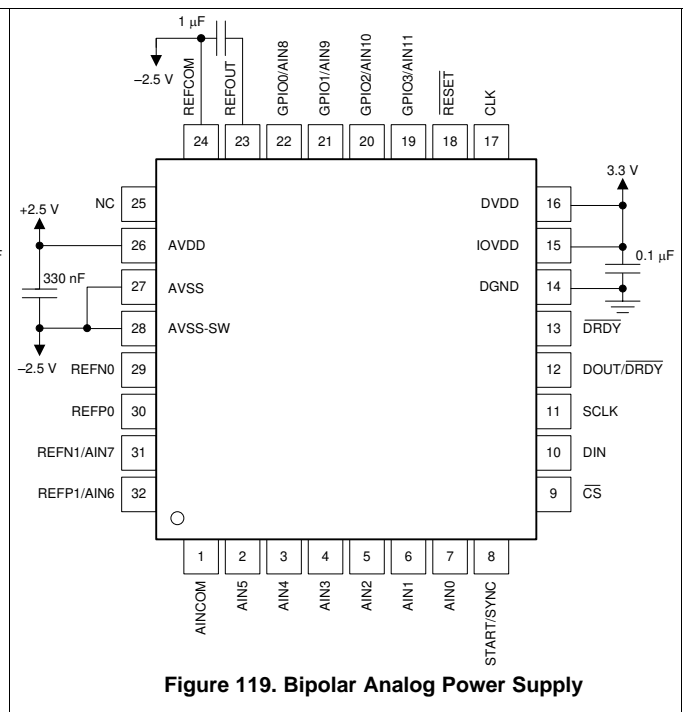 1 µF
–2.5 V
REFCOM
REFOUT
GPIO0/AIN8
GPIO1/AIN9
GPIO2/AIN10
GPIO3/AIN11
RESET
CLK
24
23
22
21
20
19
18
17
3.3 V
NC 25
DVDD 16
+2.5 V
26 AVDD
IOVDD 15
F
330 nF
0.1 µF
27 AVSS
DGND 14
28 AVSS-SW
13 DRDY
–2.5 V
REFN0 29
12 DOUT/DRDY
REFP0 30
11 SCLK
REFN1/AIN7 31
10 DIN
REFP1/AIN6 32
9 CS
1
2
3
4
5
6
7
8
AINCOM
AIN5
AIN4
AIN3
AIN2
AIN1
AIN0
START/SYNC
Figure 119. Bipolar Analog Power Supply